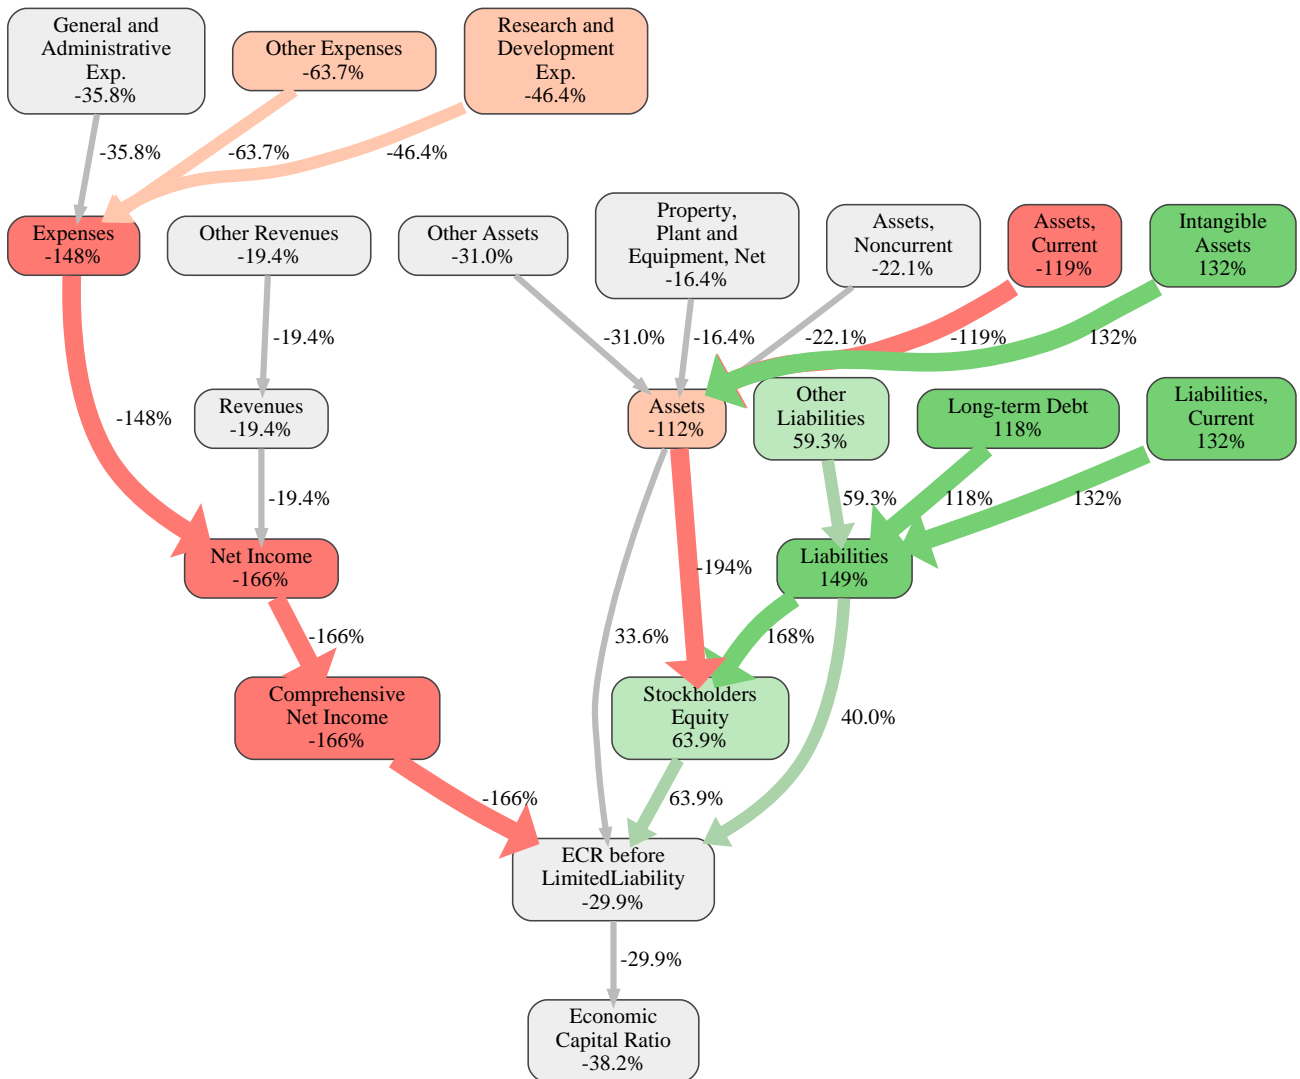 General and
Administrative
Exp.
-35.8%
Other Expenses
-63.7%
Research and
Development
Exp.
-46.4%
-35.8%
-63.7%
-46.4%
Expenses
-148%
Other Revenues
-19.4%
Other Assets
-31.0%
Property,
Plant and
Equipment, Net
-16.4%
Assets,
Noncurrent
-22.1%
Assets,
Current
-119%
Intangible
Assets
132%
-19.4%
-31.0%
-16.4%
-22.1%
-119%
132%
-148%
Revenues
-19.4%
Assets
-112%
Other
Liabilities
59.3%
Long-term Debt
118%
Liabilities,
Current
132%
-19.4%
59.3%
118%
132%
Net Income
-166%
-194%
Liabilities
149%
-166%
33.6%
168%
Comprehensive
Net Income
-166%
Stockholders
Equity
63.9%
40.0%
-166%
63.9%
ECR before
LimitedLiability
-29.9%
-29.9%
Economic
Capital Ratio
-38.2%